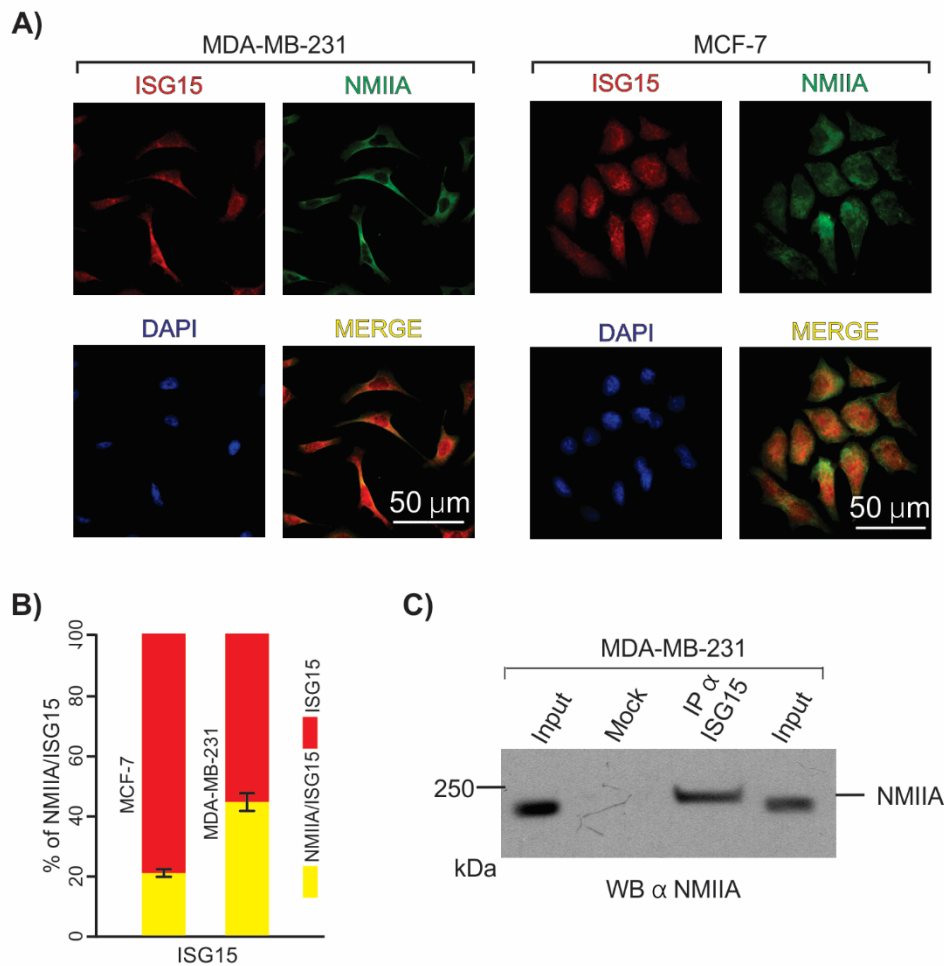 A)
MDA-MB-231
ISG15
NMIIA
DAPI
MERGE
50 µm
MCF-7
ISG15
NMIIA
DAPI
MERGE
50 µm
B)
% of NMIIA/ISG15
0
20
40
60
80
100
MCF-7
MDA-MB-231
NMIIA/ISG15
ISG15
ISG15
C)
MDA-MB-231
Input
Mock
IP α
ISG15
Input
250
kDa
NMIIA
WB α NMIIA